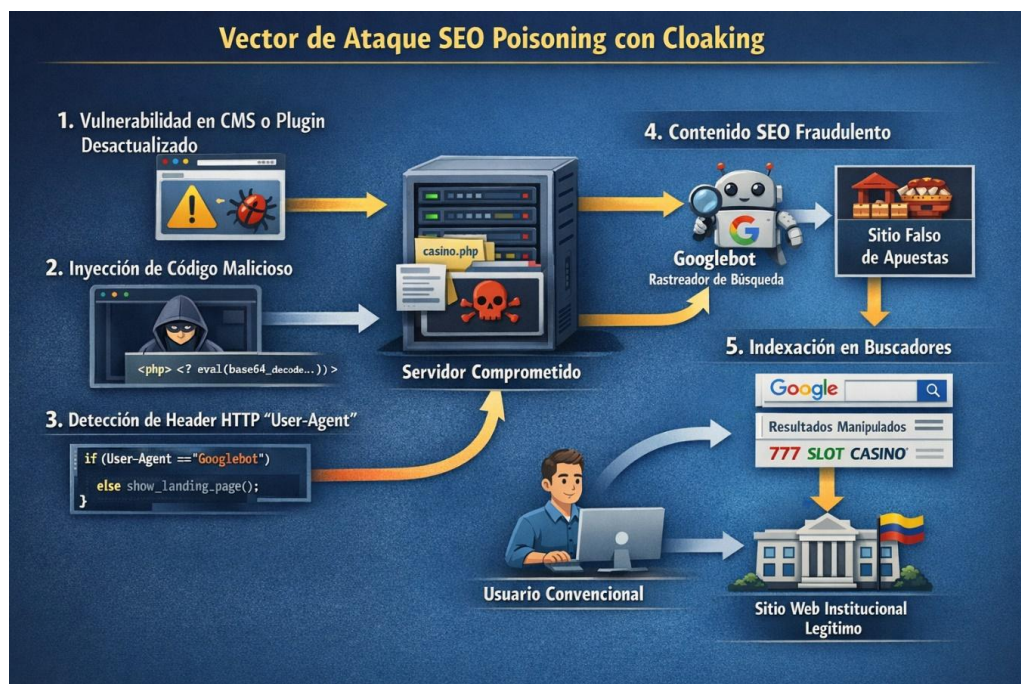 Vector de Ataque SEO Poisoning con Cloaking
1. Vulnerabilidad en CMS o Plugin
Desactualizado
2. Inyección de Código Malicioso
<php> <? eval(base64_decode...)) >
3. Detección de Header HTTP “User-Agent”
if (User-Agent =="Googlebot")
else show_landing_page();
}
casino.php
Servidor Comprometido
4. Contenido SEO Fraudulento
G
Googlebot
Rastreador de Búsqueda
Sitio Falso
de Apuestas
5. Indexación en Buscadores
Google
Resultados Manipulados
777 SLOT CASINO
Usuario Convencional
Sitio Web Institucional
Legitimo